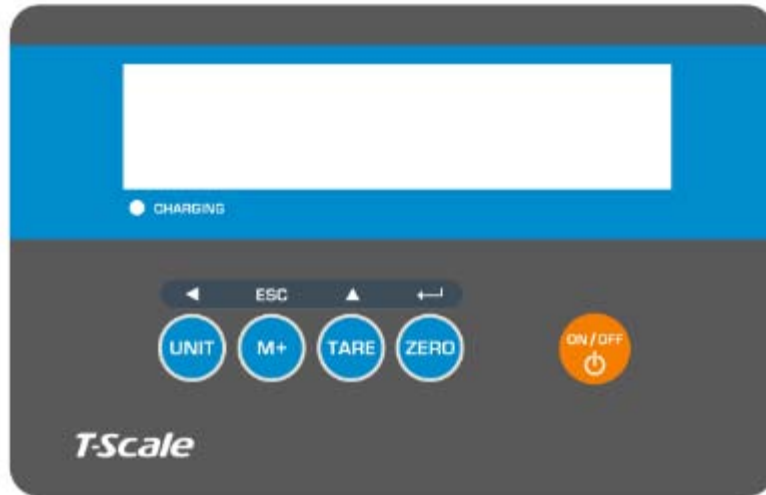 CHARGING
◄ ESC ▲ ↵
UNIT M+ TARE ZERO ON/OFF
T-Scale